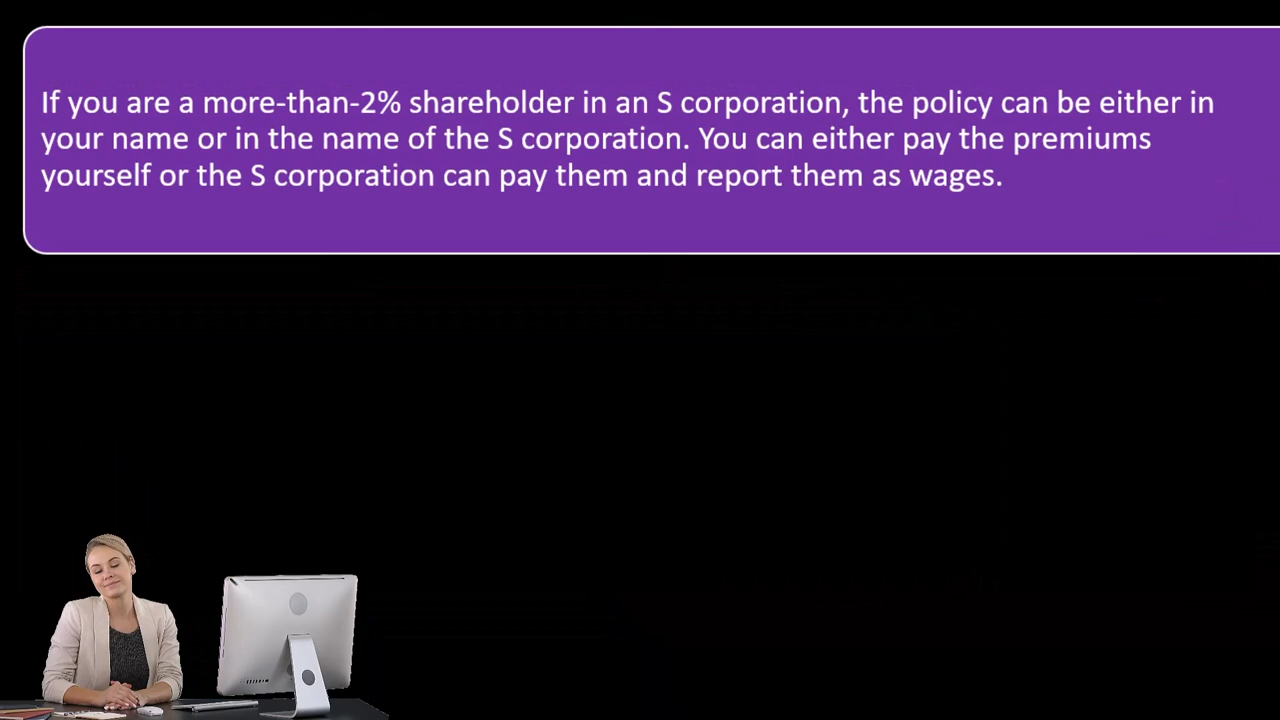 If you are a more-than-2% shareholder in an S corporation, the policy can be either in
your name or in the name of the S corporation. You can either pay the premiums
yourself or the S corporation can pay them and report them as wages.